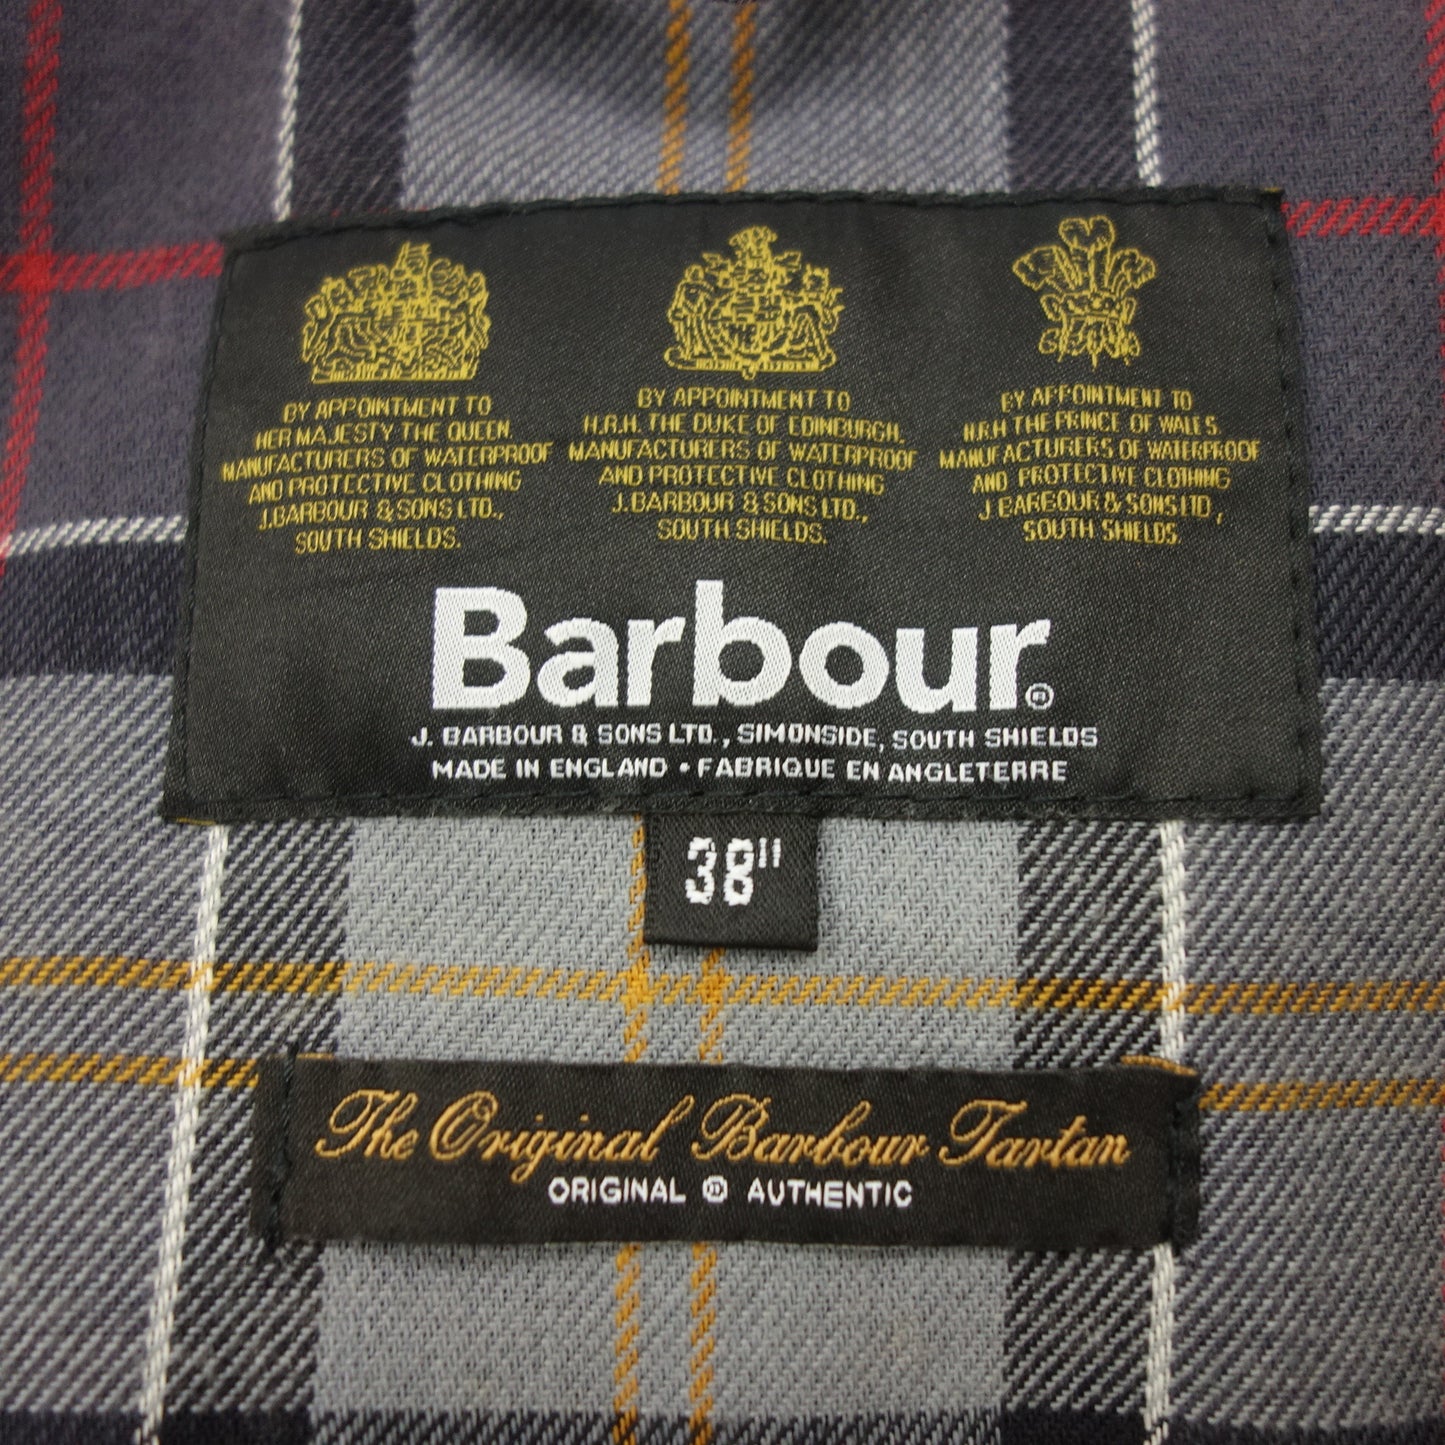 BY APPOINTMENT TO
HER MAJESTY THE QUEEN
MANUFACTURERS OF WATERPROOF
AND PROTECTIVE CLOTHING
J. BARBOUR & SONS LTD.,
SOUTH SHIELDS.
BY APPOINTMENT TO
H.R.H. THE DUKE OF EDINBURGH.
MANUFACTURERS OF WATERPROOF
AND PROTECTIVE CLOTHING
J. BARBOUR & SONS LTD.,
SOUTH SHIELDS.
BY APPOINTMENT TO
H.R.H THE PRINCE OF WALES.
MANUFACTURERS OF WATERPROOF
AND PROTECTIVE CLOTHING
J BARBOUR & SONS LTD,
SOUTH SHIELDS.
Barbour®
J. BARBOUR & SONS LTD., SIMONSIDE, SOUTH SHIELDS
MADE IN ENGLAND • FABRIQUE EN ANGLETERRE
38"
The Original Barbour Tartan
ORIGINAL ® AUTHENTIC